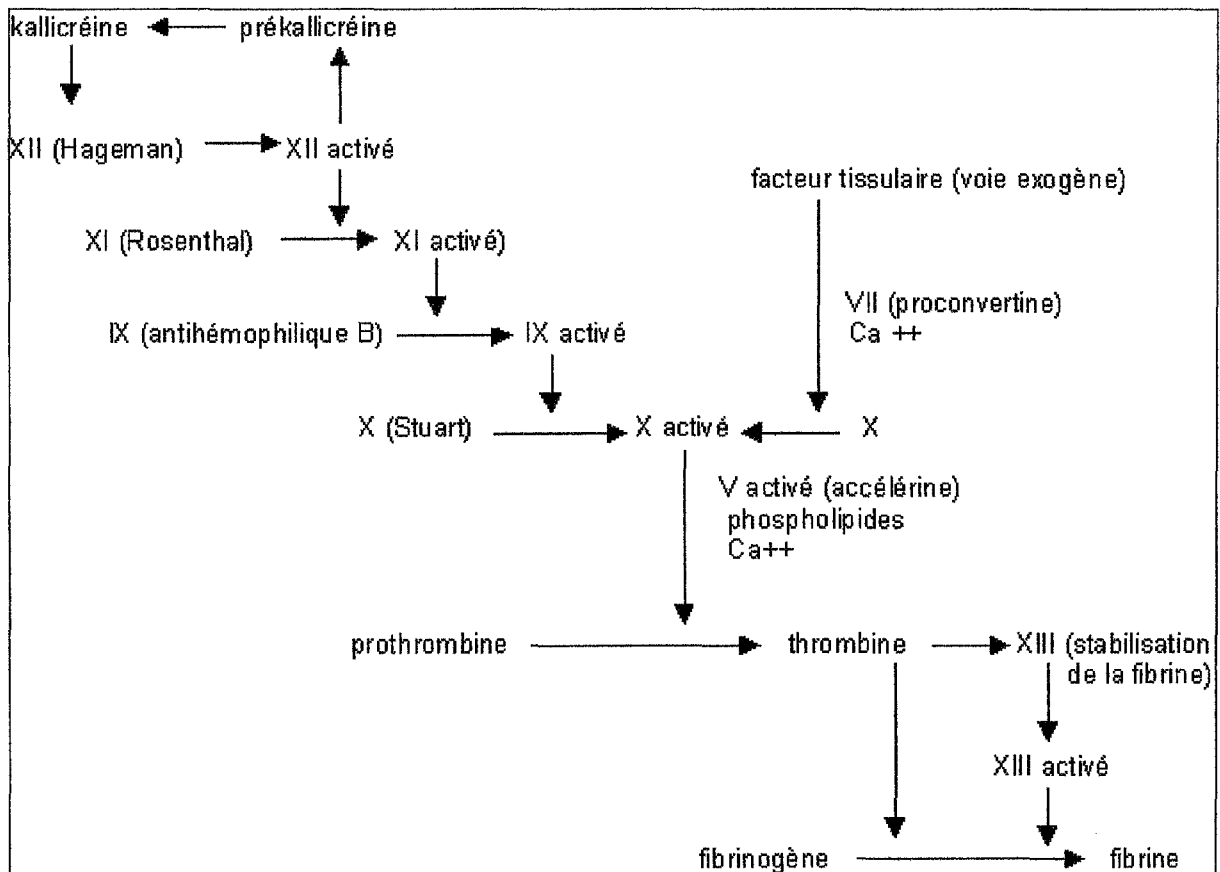 kallicréine prékallicréine
XII (Hageman) XII activé
facteur tissulaire (voie exogène)
XI (Rosenthal) XI activé)
VII (proconvertine)
Ca ++
IX (antihémophilique B) IX activé
X (Stuart) X activé X
V activé (accélérine)
phospholipides
Ca++
prothrombine thrombine XIII (stabilisation
de la fibrine)
XIII activé
fibrinogène fibrine